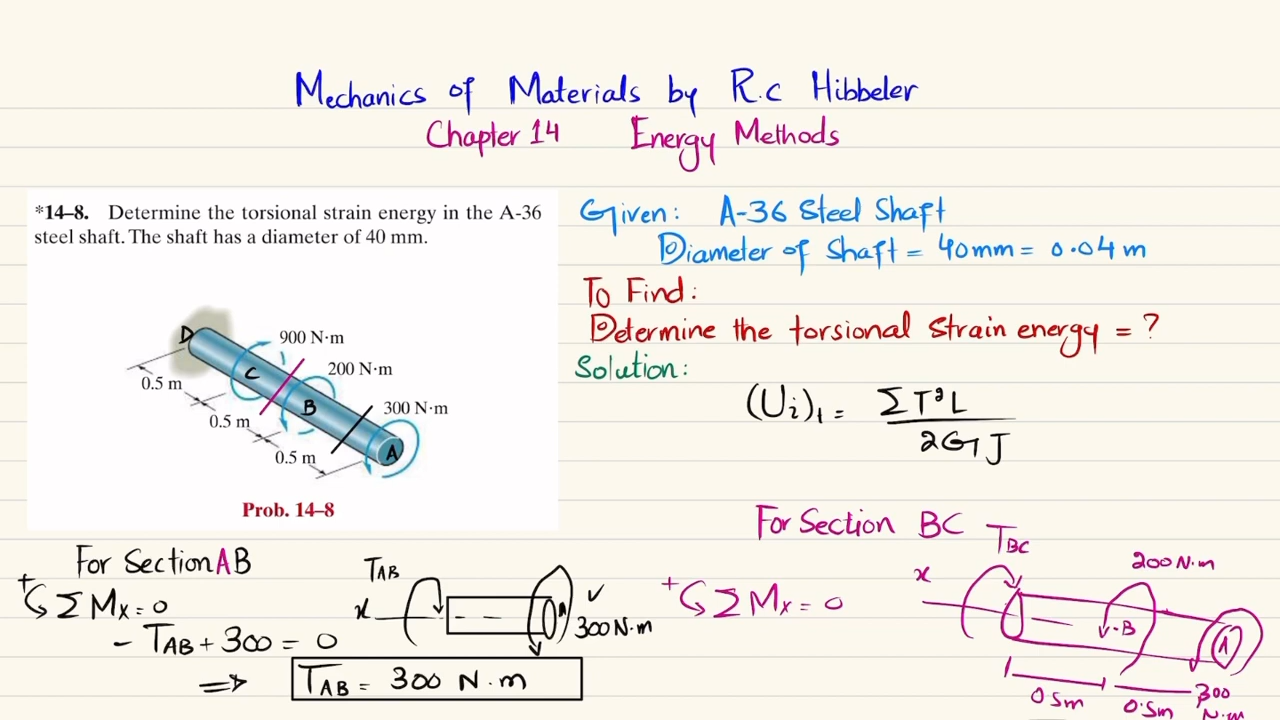 Mechanics of Materials by R.C Hibbeler
Chapter 14 Energy Methods
*14–8. Determine the torsional strain energy in the A-36
steel shaft. The shaft has a diameter of 40 mm.
D
900 N·m
C
200 N·m
0.5 m
B
300 N·m
0.5 m
A
0.5 m
Prob. 14–8
Given: A-36 Steel Shaft
Diameter of Shaft = 40mm = 0.04 m
To Find:
Determine the torsional strain energy = ?
Solution:
(Ui)t = ΣT²L
2GJ
For Section AB
+↺ ΣMx = 0
- TAB + 300 = 0
⇒ TAB = 300 N.m
TAB
x
A
300 N.m
For Section BC
+↺ ΣMx = 0
TBC
x
200 N.m
B
A
0.5m
0.5m
300
N.m